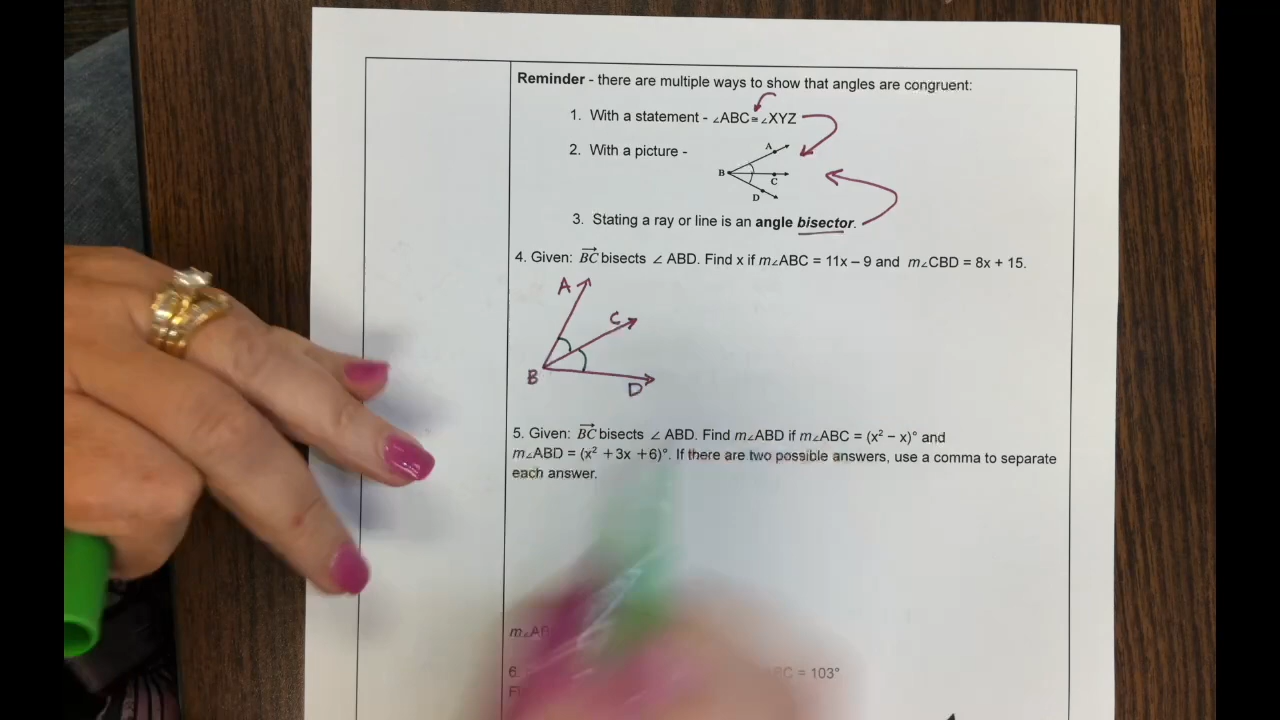 Reminder - there are multiple ways to show that angles are congruent:
1. With a statement - ∠ABC≅∠XYZ
2. With a picture -
A
B
C
D
3. Stating a ray or line is an angle bisector.
4. Given: BC→ bisects ∠ ABD. Find x if m∠ABC = 11x – 9 and m∠CBD = 8x + 15.
A
C
B
D
5. Given: BC→ bisects ∠ ABD. Find m∠ABD if m∠ABC = (x² – x)° and
m∠ABD = (x² +3x +6)°. If there are two possible answers, use a comma to separate
each answer.
6. = 103°